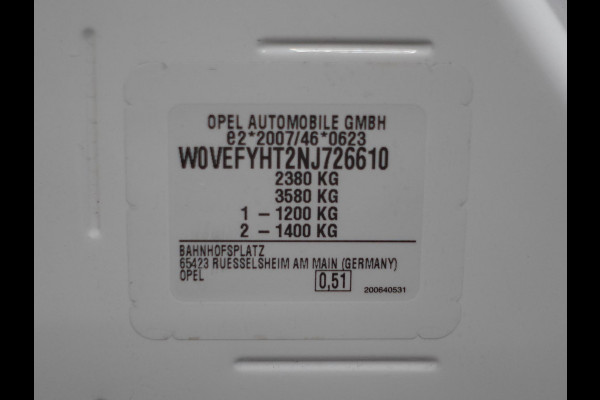 OPEL AUTOMOBILE GMBH
e2*2007/46*0623
W0VEFYHT2NJ726610
2380 KG
3580 KG
1 – 1200 KG
2 – 1400 KG
BAHNHOFSPLATZ
65423 RUESSELSHEIM AM MAIN (GERMANY)
OPEL
0,51
200640531